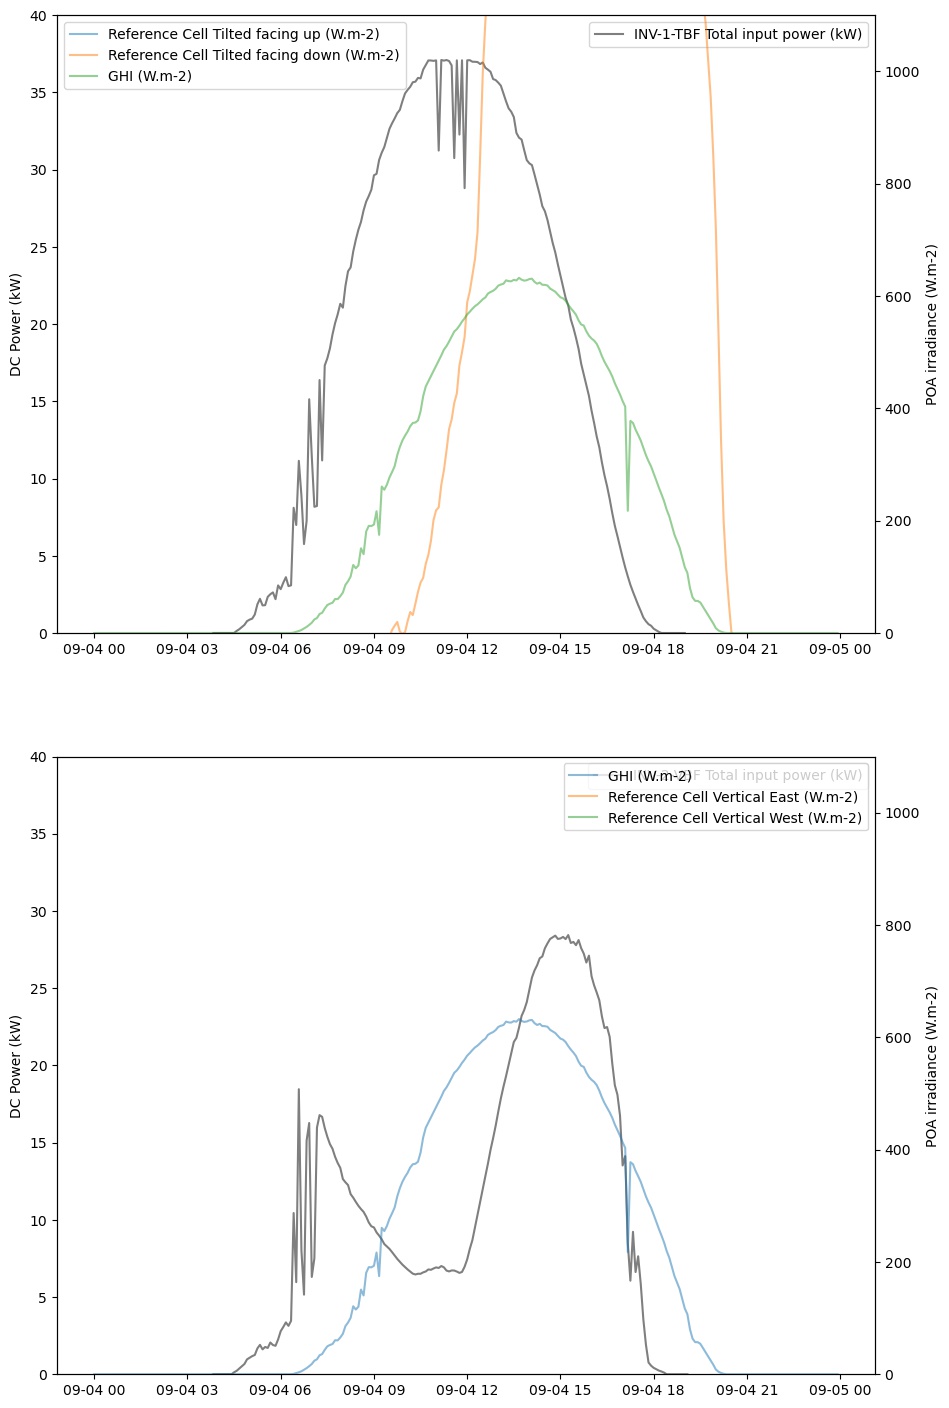 40
35
30
25
20
15
10
5
0
DC Power (kW)
Reference Cell Tilted facing up (W.m-2)
Reference Cell Tilted facing down (W.m-2)
GHI (W.m-2)
INV-1-TBF Total input power (kW)
1000
800
600
400
200
0
POA irradiance (W.m-2)
09-04 00 09-04 03 09-04 06 09-04 09 09-04 12 09-04 15 09-04 18 09-04 21 09-05 00
40
35
30
25
20
15
10
5
0
DC Power (kW)
GHI (W.m-2)
Total input power (kW)
Reference Cell Vertical East (W.m-2)
Reference Cell Vertical West (W.m-2)
1000
800
600
400
200
0
POA irradiance (W.m-2)
09-04 00 09-04 03 09-04 06 09-04 09 09-04 12 09-04 15 09-04 18 09-04 21 09-05 00